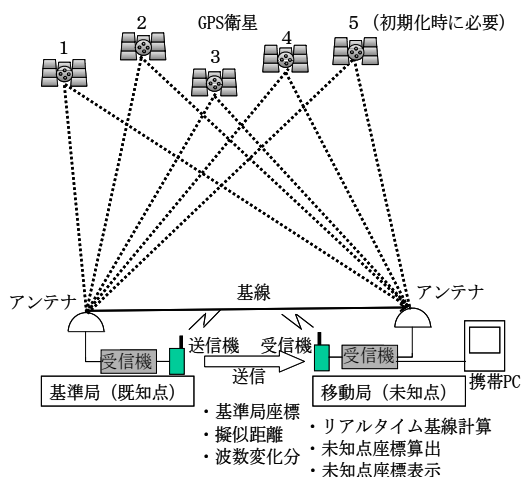 GPS衛星
1
2
3
4
5 (初期化時に必要)
アンテナ
基線
アンテナ
受信機
送信機
送信
受信機
受信機
携帯PC
基準局(既知点)
移動局(未知点)
・基準局座標
・擬似距離
・波数変化分
・リアルタイム基線計算
・未知点座標算出
・未知点座標表示